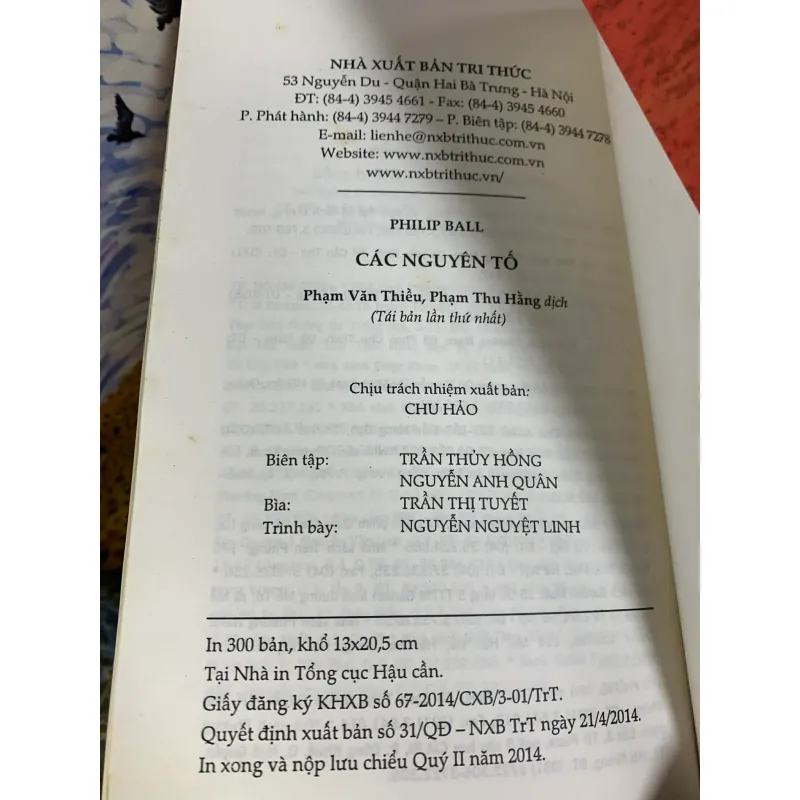 NHÀ XUẤT BẢN TRI THỨC
53 Nguyễn Du - Quận Hai Bà Trưng - Hà Nội
ĐT: (84-4) 3945 4661 - Fax: (84-4) 3945 4660
P. Phát hành: (84-4) 3944 7279 – P. Biên tập: (84-4) 3944 7278
E-mail: lienhe@nxbtrithuc.com.vn
Website: www.nxbtrithuc.com.vn
www.nxbtrithuc.vn/
PHILIP BALL
CÁC NGUYÊN TỐ
Phạm Văn Thiều, Phạm Thu Hằng dịch
(Tái bản lần thứ nhất)
Chịu trách nhiệm xuất bản:
CHU HẢO
Biên tập: TRẦN THỦY HỒNG
NGUYỄN ANH QUÂN
Bìa: TRẦN THỊ TUYẾT
Trình bày: NGUYỄN NGUYỆT LINH
In 300 bản, khổ 13x20,5 cm
Tại Nhà in Tổng cục Hậu cần.
Giấy đăng ký KHXB số 67-2014/CXB/3-01/TrT.
Quyết định xuất bản số 31/QĐ – NXB TrT ngày 21/4/2014.
In xong và nộp lưu chiểu Quý II năm 2014.